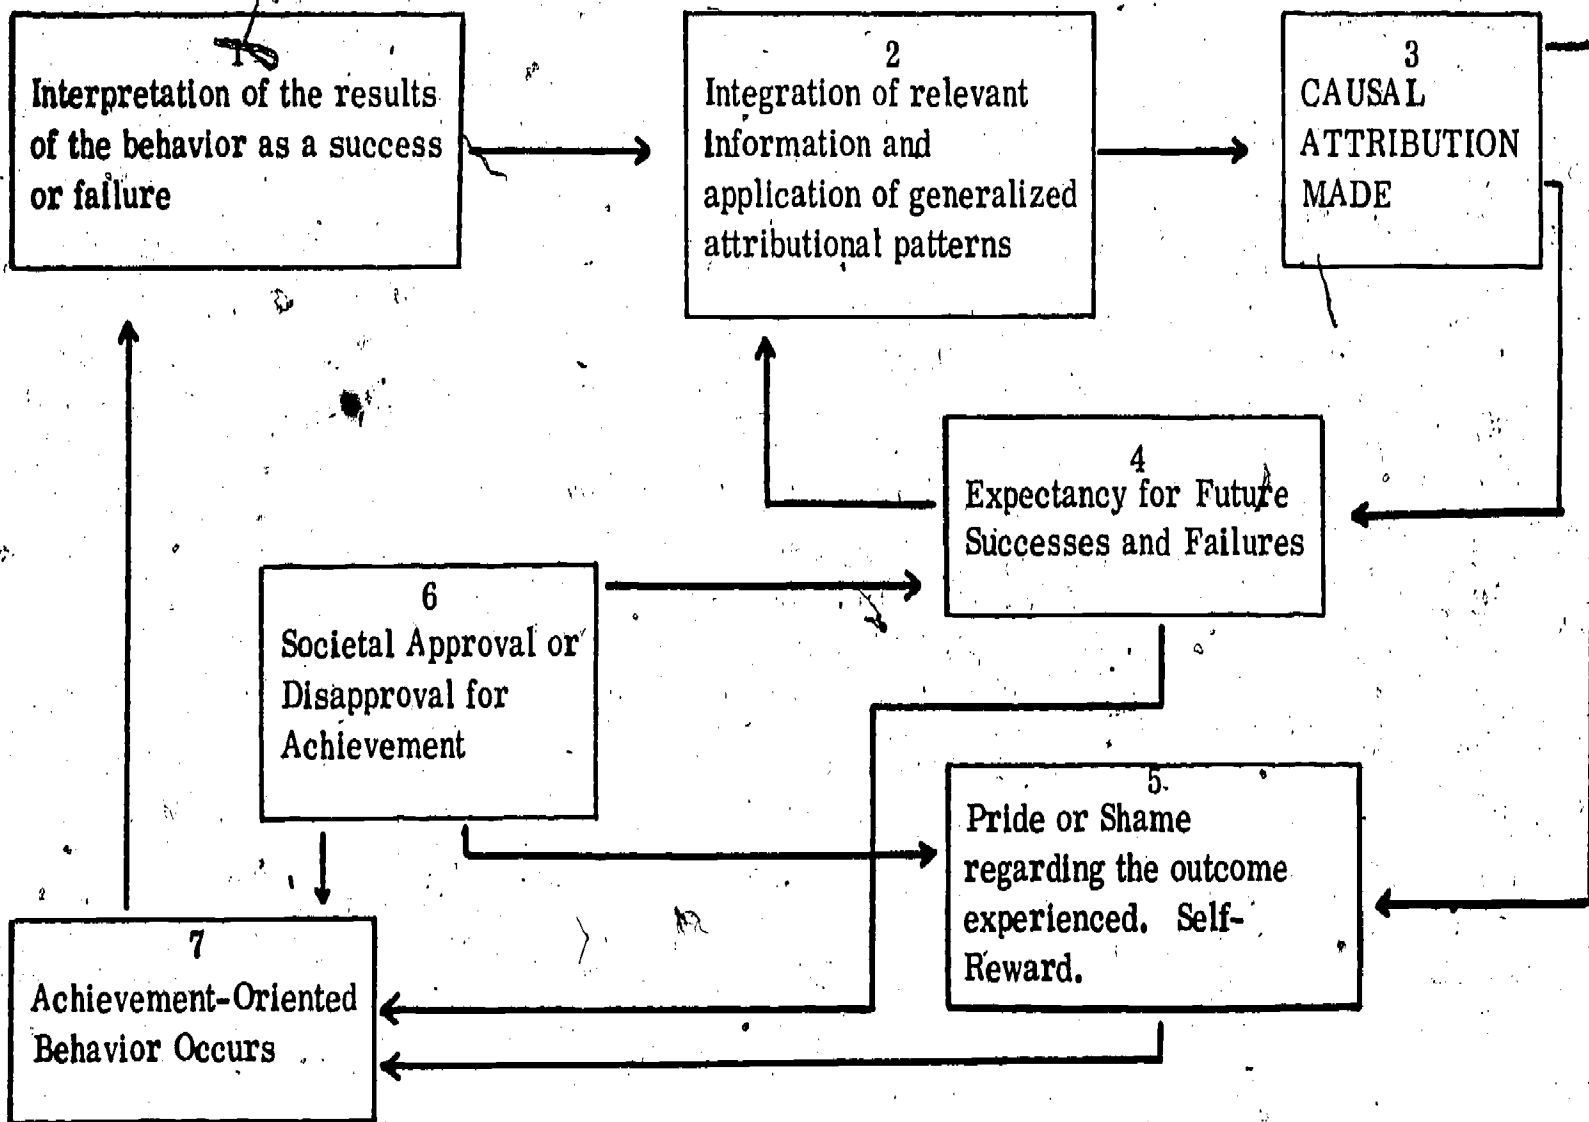 1
Interpretation of the results
of the behavior as a success
or failure
2
Integration of relevant
Information and
application of generalized
attributional patterns
3
CAUSAL
ATTRIBUTION
MADE
4
Expectancy for Future
Successes and Failures
6
Societal Approval or
Disapproval for
Achievement
5.
Pride or Shame
regarding the outcome
experienced. Self-
Reward.
7
Achievement-Oriented
Behavior Occurs